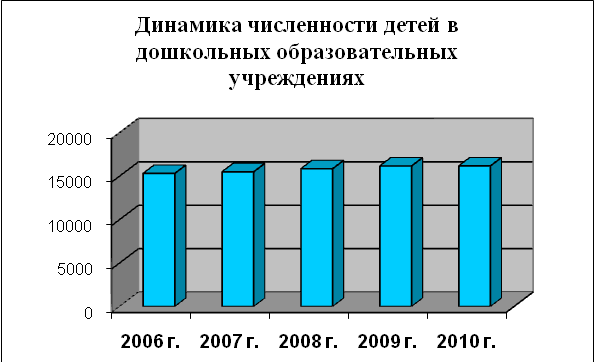 Динамика численности детей в
дошкольных образовательных
учреждениях
20000
15000
10000
5000
0
2006 г. 2007 г. 2008 г. 2009 г. 2010 г.